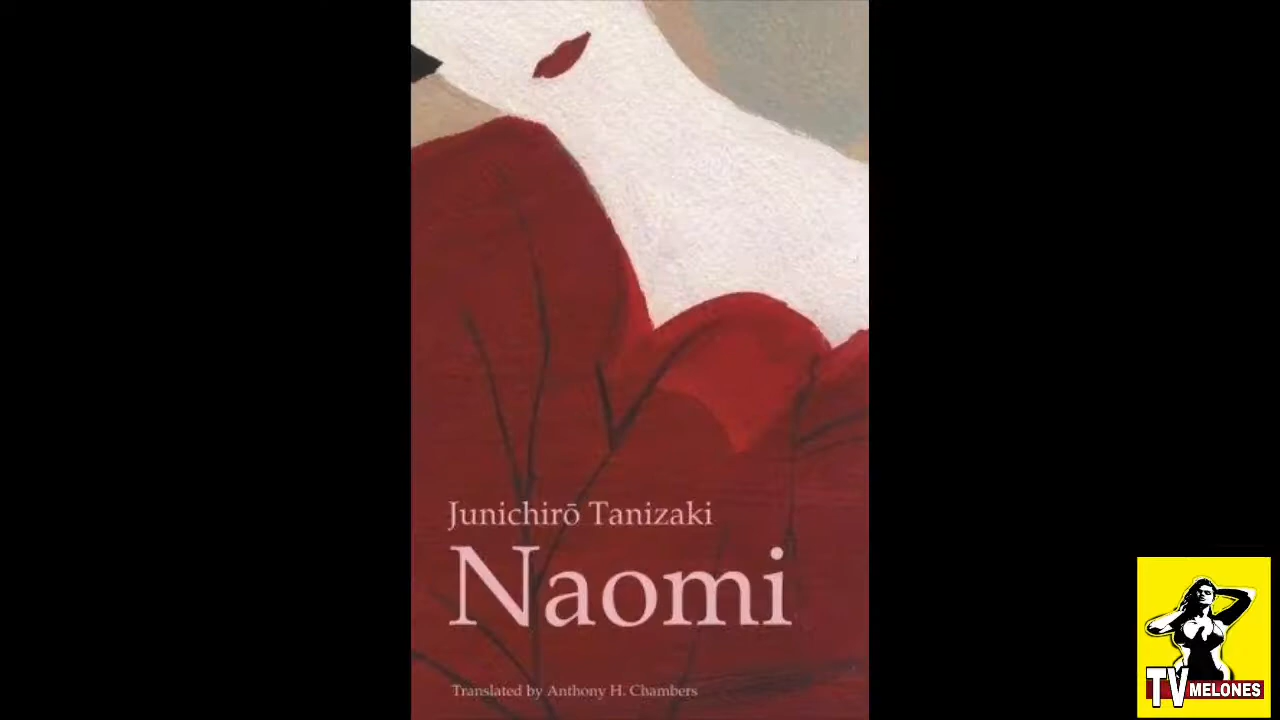 Junichirō Tanizaki
Naomi
Translated by Anthony H. Chambers
TV MELONES